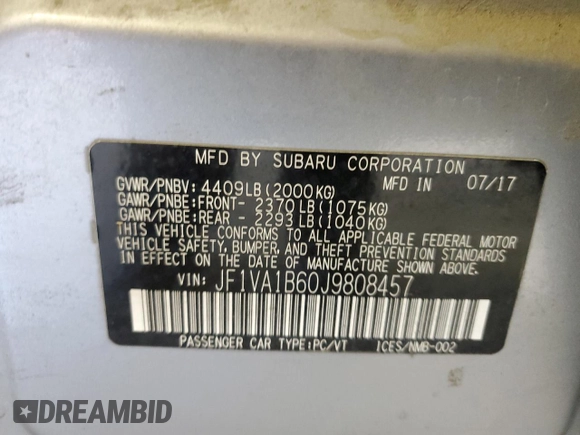 MFD BY SUBARU CORPORATION
GVWR/PNBV: 4409LB(2000KG) MFD IN 07/17
GAWR/PNBE:FRONT- 2370LB(1075KG)
GAWR/PNBE:REAR - 2293LB(1040KG)
THIS VEHICLE CONFORMS TO ALL APPLICABLE FEDERAL MOTOR
VEHICLE SAFETY, BUMPER, AND THEFT PREVENTION STANDARDS
IN EFFECT ON THE DATE OF MANUFACTURE SHOWN ABOVE.
VIN: JF1VA1B60J9808457
PASSENGER CAR TYPE:PC/VT ICES/NMB-002
DREAMBID